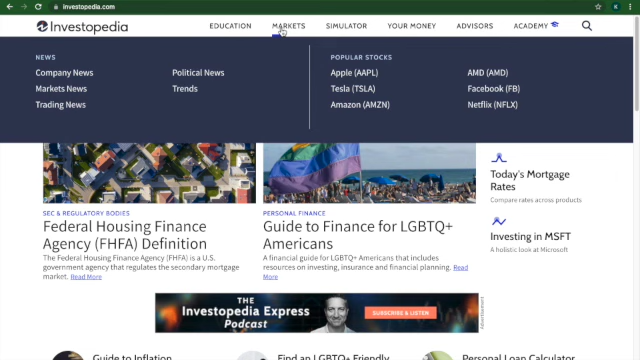 investopedia.com
Investopedia
EDUCATION MARKETS SIMULATOR YOUR MONEY ADVISORS ACADEMY
NEWS
Company News
Political News
Markets News
Trends
Trading News
POPULAR STOCKS
Apple (AAPL)
AMD (AMD)
Tesla (TSLA)
Facebook (FB)
Amazon (AMZN)
Netflix (NFLX)
SEC & REGULATORY BODIES
Federal Housing Finance
Agency (FHFA) Definition
The Federal Housing Finance Agency (FHFA) is a U.S.
government agency that regulates the secondary mortgage
market. Read More
PERSONAL FINANCE
Guide to Finance for LGBTQ+
Americans
A financial guide for LGBTQ+ Americans that includes
resources on investing, insurance and financial planning. Read
More
Today's Mortgage
Rates
Compare rates across products
Investing in MSFT
A holistic look at Microsoft
THE
Investopedia Express
Podcast
SUBSCRIBE & LISTEN
Advertisement
Guide to Inflation
Find an LGBTQ+ Friendly
Personal Loan Calculator